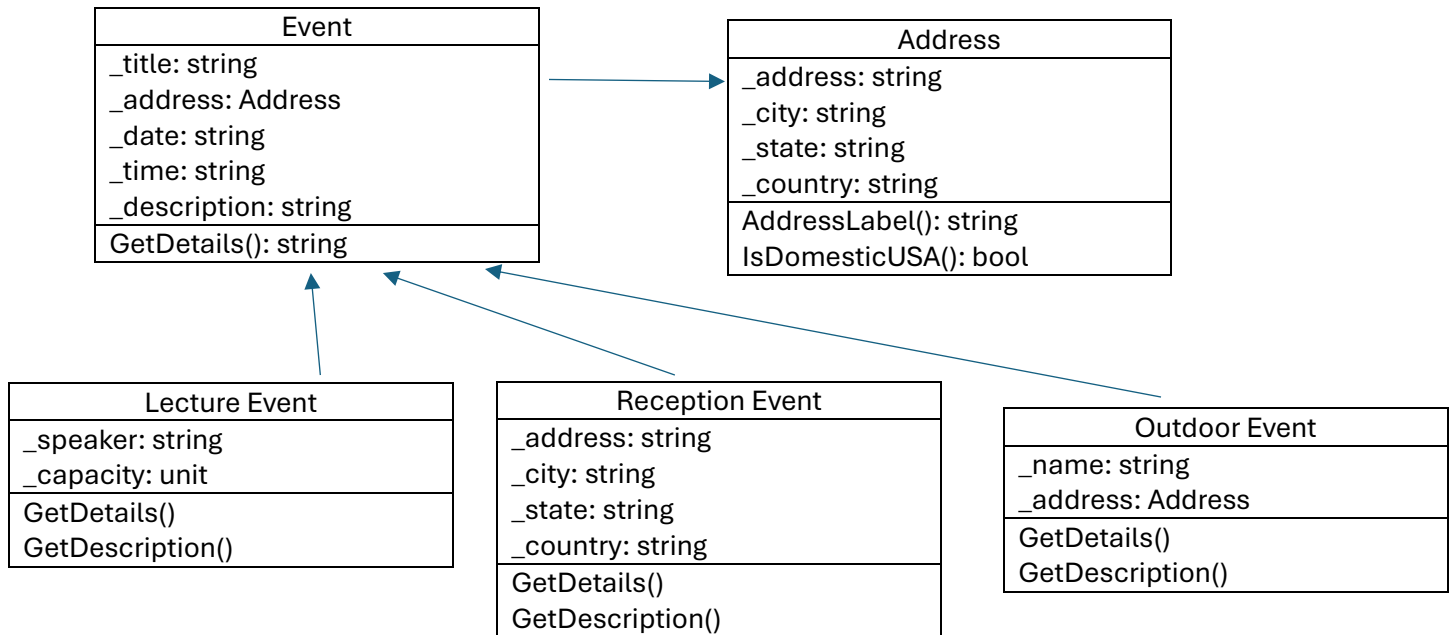 Event
_title: string
_address: Address
_date: string
_time: string
_description: string
GetDetails(): string
Address
_address: string
_city: string
_state: string
_country: string
AddressLabel(): string
IsDomesticUSA(): bool
Lecture Event
_speaker: string
_capacity: unit
GetDetails()
GetDescription()
Reception Event
_address: string
_city: string
_state: string
_country: string
GetDetails()
GetDescription()
Outdoor Event
_name: string
_address: Address
GetDetails()
GetDescription()